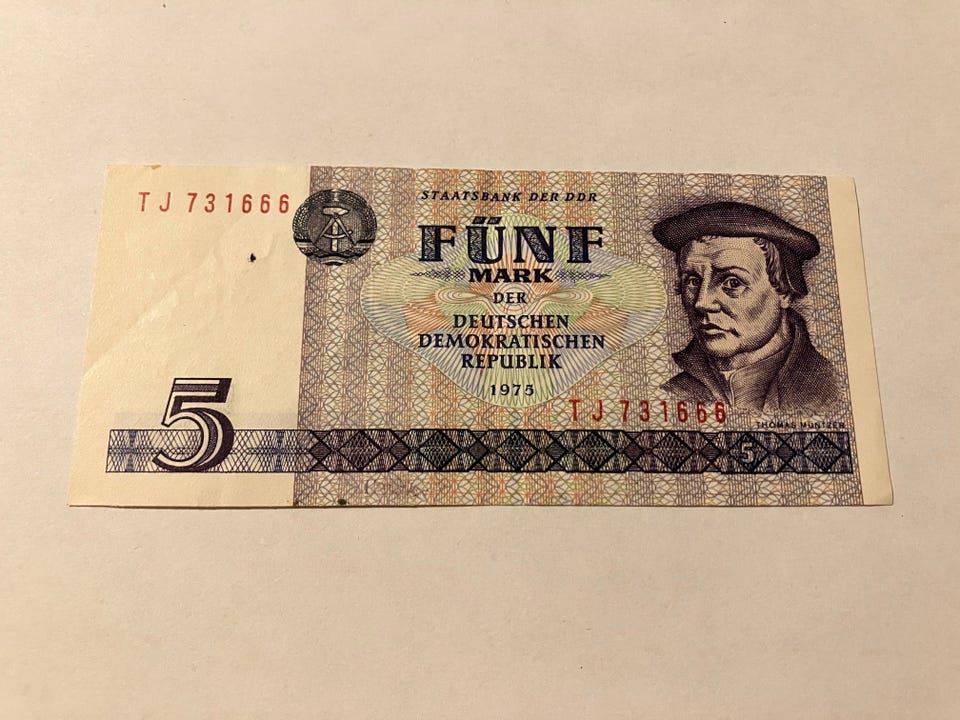 TJ 731666
STAATSBANK DER DDR
FÜNF
MARK
DER
DEUTSCHEN
DEMOKRATISCHEN
REPUBLIK
1975
TJ 731666
THOMAS MÜNTZER
5
5